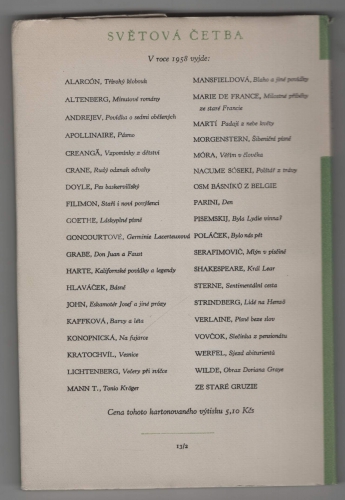 SVĚTOVÁ ČETBA
V roce 1958 vyjde:
ALARCÓN, Třírohý klobouk
ALTENBERG, Minutové romány
ANDREJEV, Povídka o sedmi oběšených
APOLLINAIRE, Pásmo
CREANGĂ, Vzpomínky z dětství
CRANE, Rudý odznak odvahy
DOYLE, Pes baskervillský
FILIMON, Staří i noví povýšenci
GOETHE, Láskyplné písně
GONCOURTOVÉ, Germinie Lacerteuxová
GRABE, Don Juan a Faust
HARTE, Kalifornské povídky a legendy
HLAVÁČEK, Básně
JOHN, Eskamotér Josef a jiné prózy
KAFFKOVÁ, Barvy a léta
KONOPNICKÁ, Na fujarce
KRATOCHVÍL, Vesnice
LICHTENBERG, Večery při svíčce
MANN T., Tonio Kröger
MANSFIELDOVÁ, Blaho a jiné povídky
MARIE DE FRANCE, Milostné příběhy
ze staré Francie
MARTÍ, Padají z nebe květy
MORGENSTERN, Šibeniční písně
MÓRA, Věřím v člověka
NACUME SÓSEKI, Polštář z trávy
OSM BÁSNÍKŮ Z BELGIE
PARINI, Den
PISEMSKIJ, Byla Lydie vinna?
POLÁČEK, Bylo nás pět
SERAFIMOVIČ, Mlýn v písčině
SHAKESPEARE, Král Lear
STERNE, Sentimentální cesta
STRINDBERG, Lidé na Hemsö
VERLAINE, Písně beze slov
VOVČOK, Slečinka z pensionátu
WERFEL, Sjezd abiturientů
WILDE, Obraz Doriana Graye
ZE STARÉ GRUZIE
Cena tohoto kartonovaného výtisku 5,10 Kčs
13/2